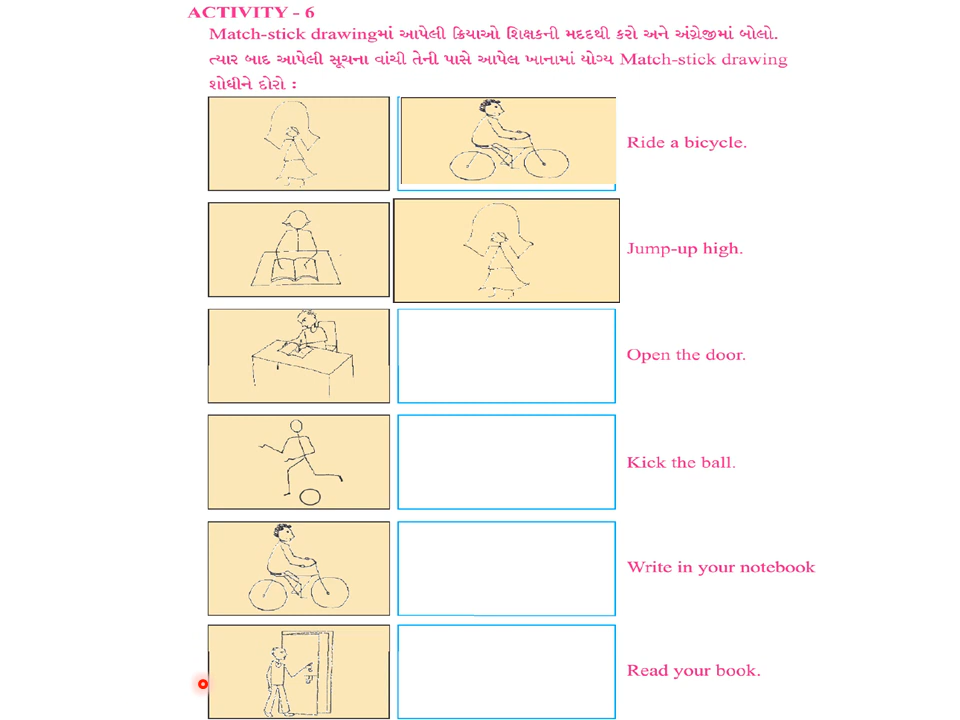 ACTIVITY - 6
Match-stick drawingમાં આપેલી ક્રિયાઓ શિક્ષકની મદદથી કરો અને અંગ્રેજીમાં બોલો.
ત્યાર બાદ આપેલી સૂચના વાંચી તેની પાસે આપેલ ખાનામાં યોગ્ય Match-stick drawing
શોધીને દોરો :
Ride a bicycle.
Jump-up high.
Open the door.
Kick the ball.
Write in your notebook
Read your book.